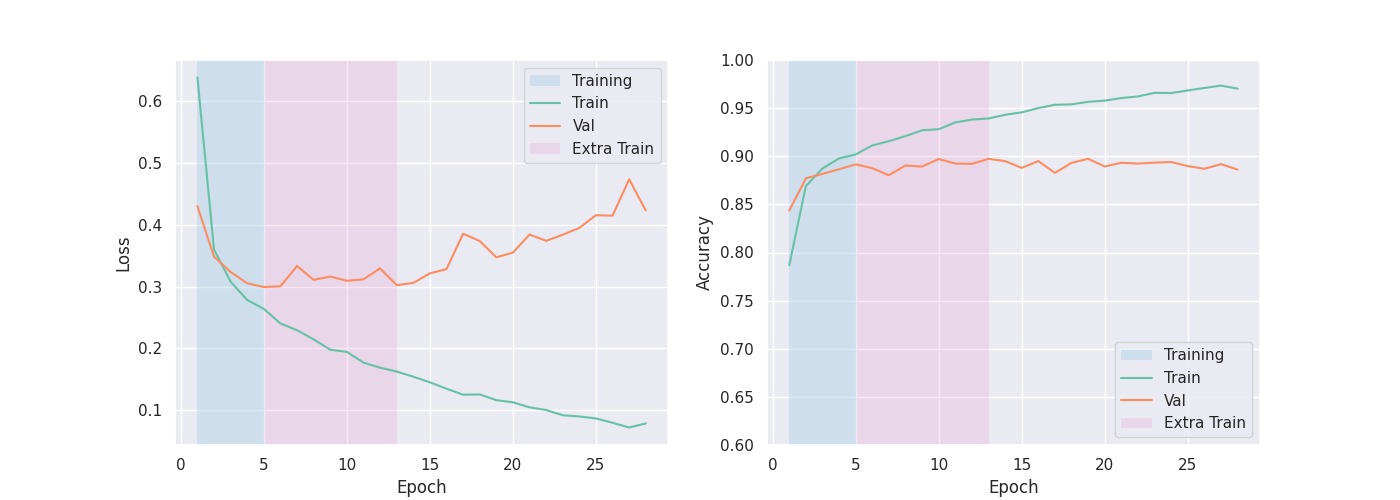 Loss
0.6
0.5
0.4
0.3
0.2
0.1
0 5 10 15 20 25
Epoch
Training
Train
Val
Extra Train
Accuracy
1.00
0.95
0.90
0.85
0.80
0.75
0.70
0.65
0.60
0 5 10 15 20 25
Epoch
Training
Train
Val
Extra Train